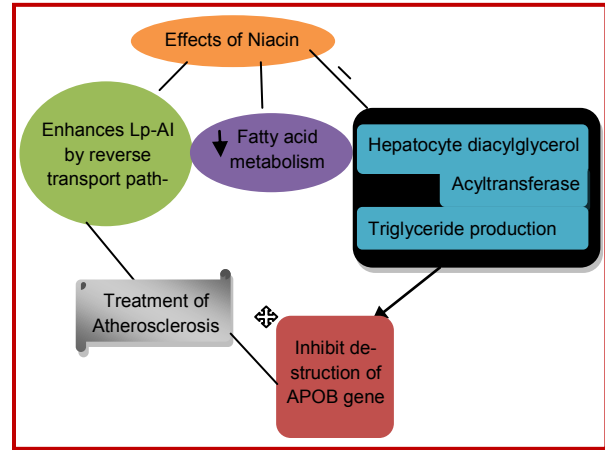 Effects of Niacin
Enhances Lp-AI
by reverse
transport path-
Fatty acid
metabolism
Hepatocyte diacylglycerol
Acyltransferase
Triglyceride production
Treatment of
Atherosclerosis
Inhibit de-
struction of
APOB gene